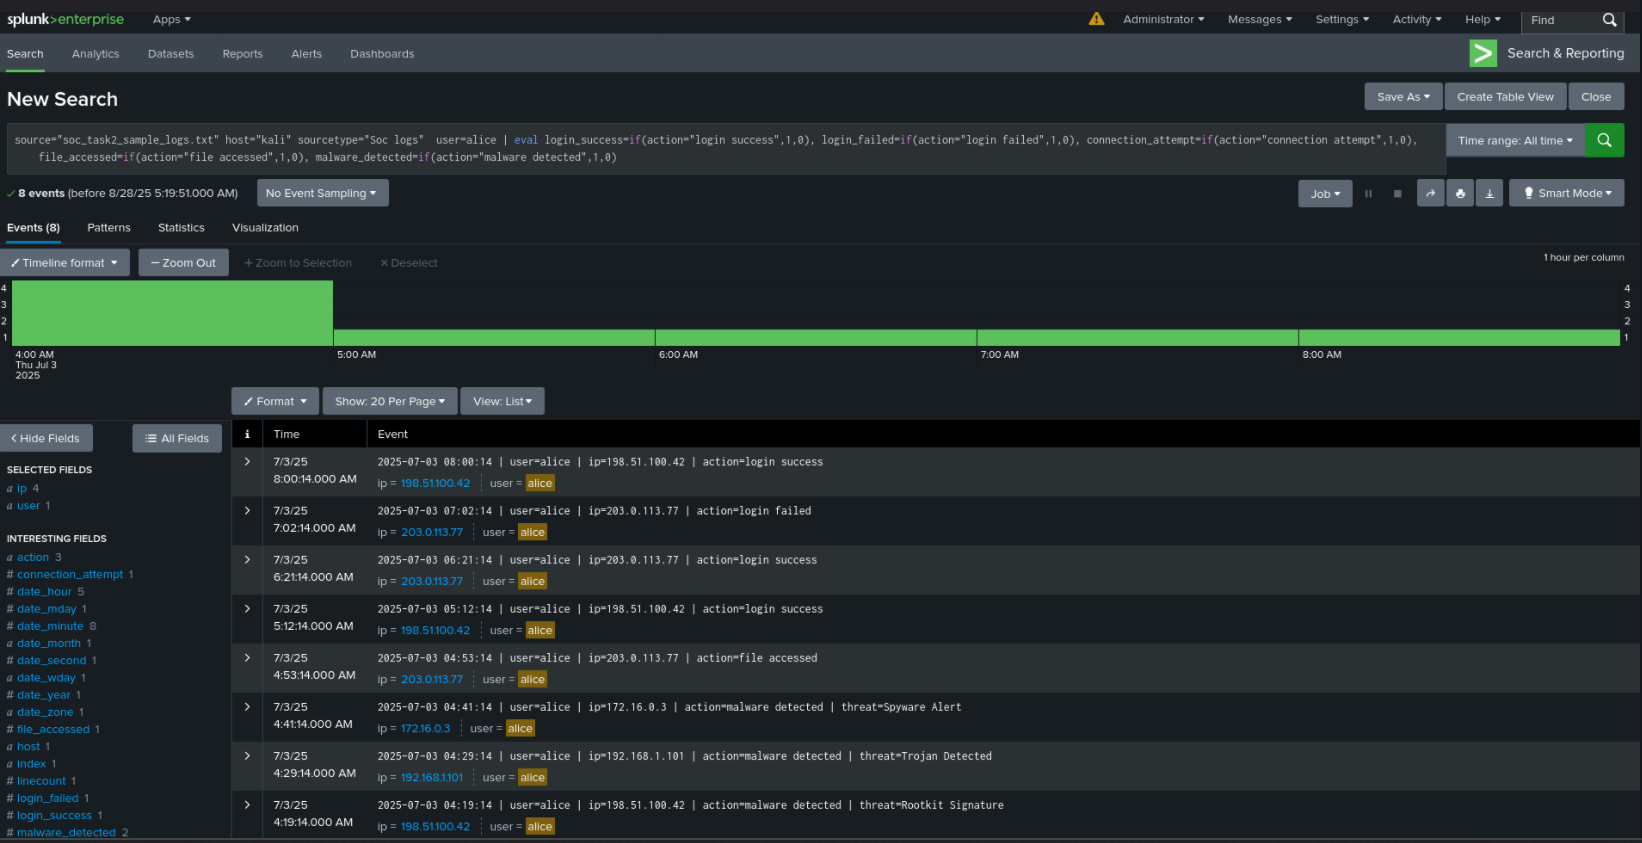 splunk>enterprise Apps Administrator Messages Settings Activity Help Find
Search Analytics Datasets Reports Alerts Dashboards Search & Reporting
New Search
Save As Create Table View Close
source="soc_task2_sample_logs.txt" host="kali" sourcetype="Soc logs" user=alice | eval login_success=if(action="login success",1,0), login_failed=if(action="login failed",1,0), connection_attempt=if(action="connection attempt",1,0),
file_accessed=if(action="file accessed",1,0), malware_detected=if(action="malware detected",1,0)
Time range: All time
8 events (before 8/28/25 5:19:51.000 AM) No Event Sampling Job Smart Mode
Events (8) Patterns Statistics Visualization
Timeline format Zoom Out Zoom to Selection Deselect
1 hour per column
4 4
3 3
2 2
1 1
4:00 AM 5:00 AM 6:00 AM 7:00 AM 8:00 AM
Thu Jul 3
2025
Format Show: 20 Per Page View: List
Hide Fields All Fields
SELECTED FIELDS
a ip 4
a user 1
INTERESTING FIELDS
a action 3
# connection_attempt 1
# date_hour 5
# date_mday 1
# date_minute 8
a date_month 1
# date_second 1
a date_wday 1
# date_year 1
a date_zone 1
# file_accessed 1
a host 1
a index 1
# linecount 1
# login_failed 1
# login_success 1
# malware_detected 2
i Time Event
7/3/25 2025-07-03 08:00:14 | user=alice | ip=198.51.100.42 | action=login success
8:00:14.000 AM ip = 198.51.100.42 user = alice
7/3/25 2025-07-03 07:02:14 | user=alice | ip=203.0.113.77 | action=login failed
7:02:14.000 AM ip = 203.0.113.77 user = alice
7/3/25 2025-07-03 06:21:14 | user=alice | ip=203.0.113.77 | action=login success
6:21:14.000 AM ip = 203.0.113.77 user = alice
7/3/25 2025-07-03 05:12:14 | user=alice | ip=198.51.100.42 | action=login success
5:12:14.000 AM ip = 198.51.100.42 user = alice
7/3/25 2025-07-03 04:53:14 | user=alice | ip=203.0.113.77 | action=file accessed
4:53:14.000 AM ip = 203.0.113.77 user = alice
7/3/25 2025-07-03 04:41:14 | user=alice | ip=172.16.0.3 | action=malware detected | threat=Spyware Alert
4:41:14.000 AM ip = 172.16.0.3 user = alice
7/3/25 2025-07-03 04:29:14 | user=alice | ip=192.168.1.101 | action=malware detected | threat=Trojan Detected
4:29:14.000 AM ip = 192.168.1.101 user = alice
7/3/25 2025-07-03 04:19:14 | user=alice | ip=198.51.100.42 | action=malware detected | threat=Rootkit Signature
4:19:14.000 AM ip = 198.51.100.42 user = alice